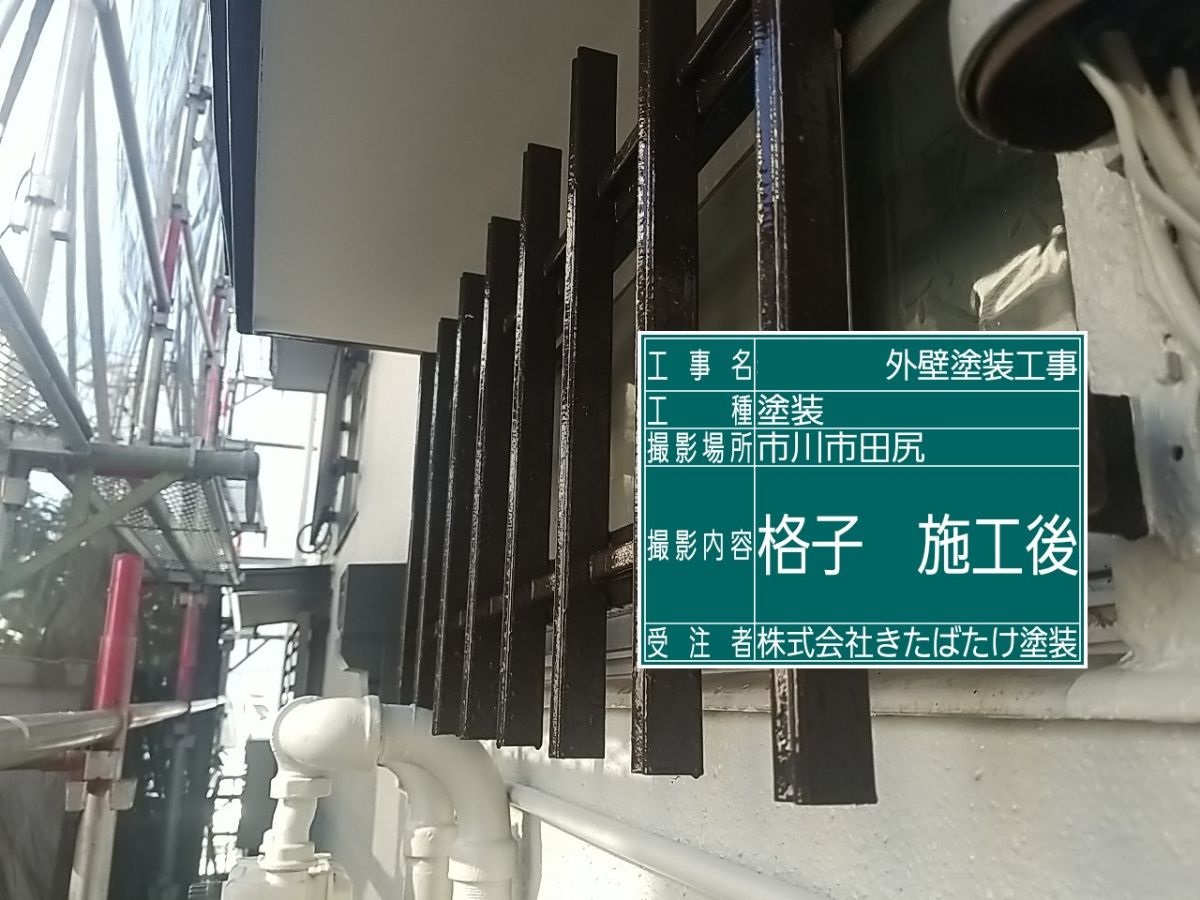 工事名 外壁塗装工事
工種 塗装
撮影場所 市川市田尻
撮影内容 格子　施工後
受注者 株式会社きたばたけ塗装